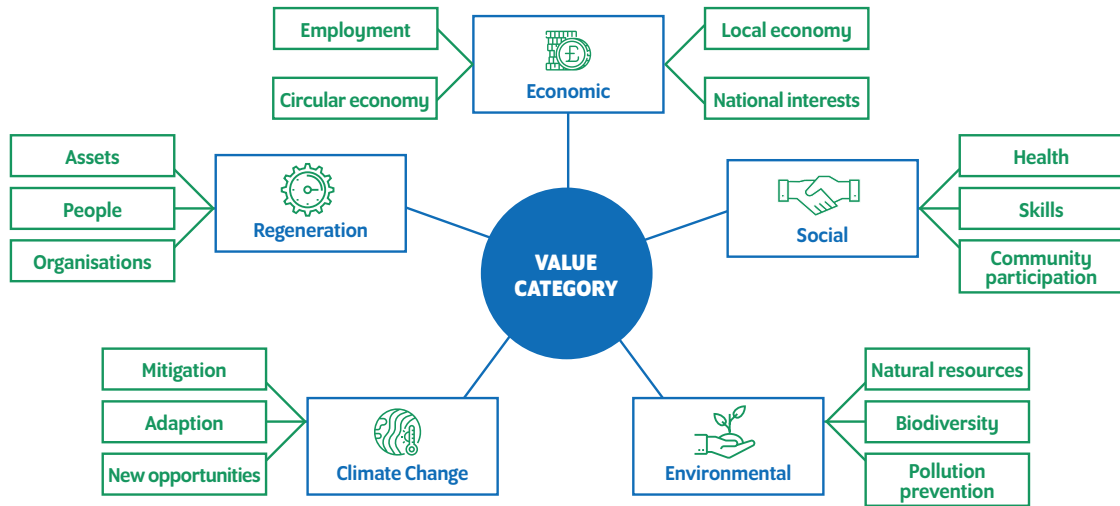 Employment
Circular economy
£
Economic
Local economy
National interests
Assets
People
Organisations
Regeneration
VALUE
CATEGORY
Social
Health
Skills
Community
participation
Mitigation
Adaption
New opportunities
Climate Change
Environmental
Natural resources
Biodiversity
Pollution
prevention